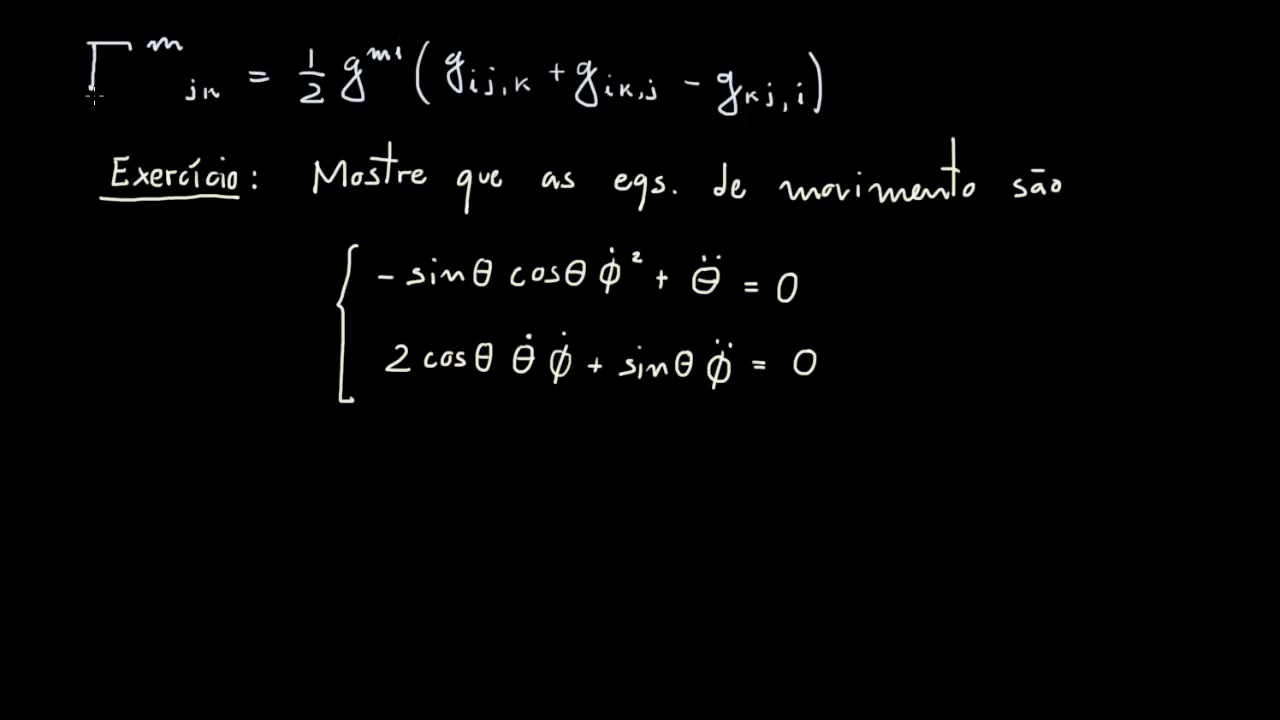 Γ^m_jk = 1/2 g^mi (g_ij,k + g_ik,j - g_kj,i)
Exercício: Mostre que as eqs. de movimento são
- sinθ cosθ φ̇² + θ̈ = 0
2 cosθ θ̇ φ̇ + sinθ φ̈ = 0